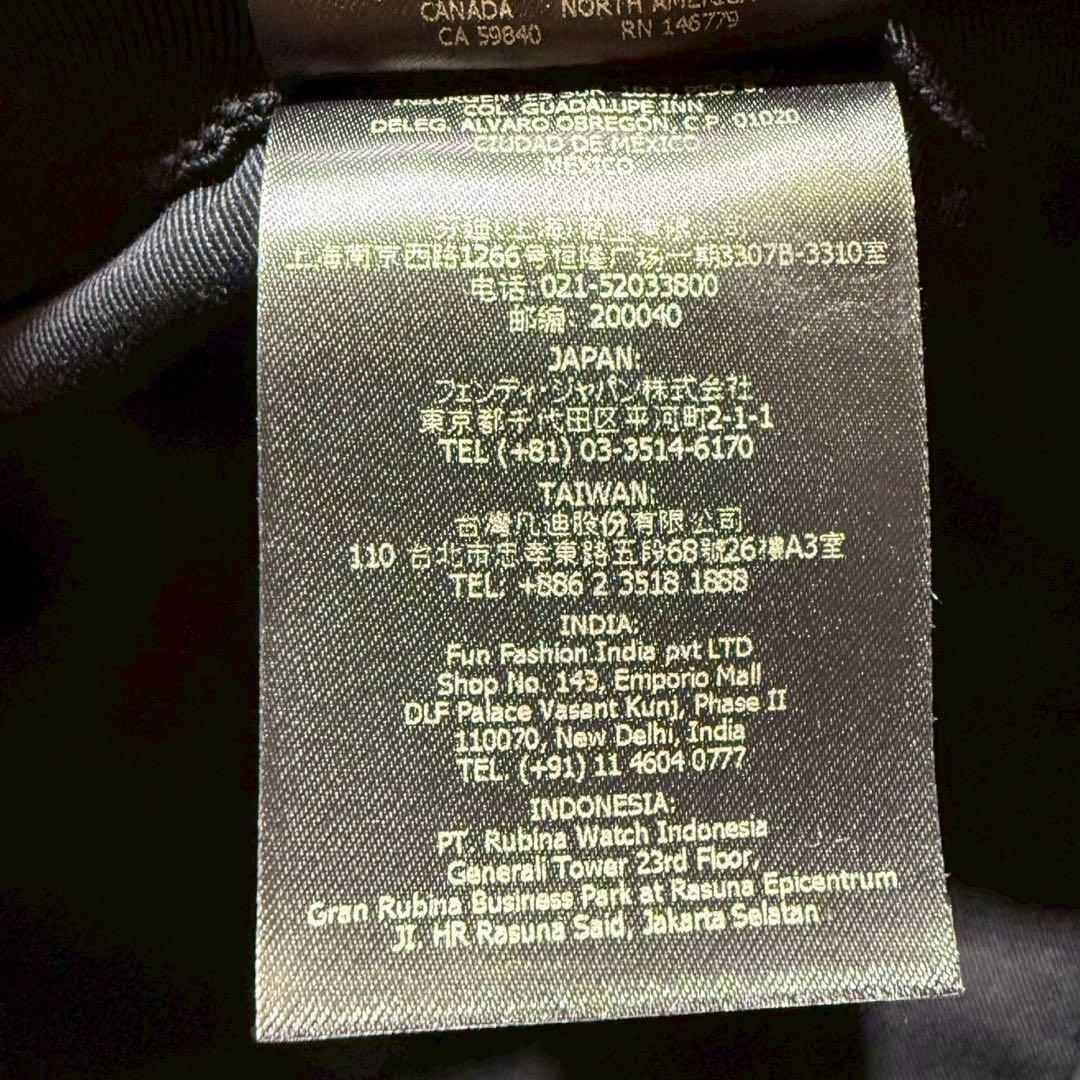 CANADA NORTH AMERICA
CA 59840 RN 146779
COL. GUADALUPE INN
DELEG. ALVARO OBREGON, C.P. 01020
CIUDAD DE MEXICO
MEXICO
上海南京西路1266号恒隆广场一期3307B-3310室
电话: 021-52033800
邮编: 200040
JAPAN:
フェンディ・ジャパン株式会社
東京都千代田区平河町2-1-1
TEL (+81) 03-3514-6170
TAIWAN:
台灣凡迪股份有限公司
110 台北市忠孝東路五段68號26樓A3室
TEL: +886 2 3518 1888
INDIA:
Fun Fashion India pvt LTD
Shop No. 143, Emporio Mall
DLF Palace Vasant Kunj, Phase II
110070, New Delhi, India
TEL. (+91) 11 4604 0777
INDONESIA:
PT. Rubina Watch Indonesia
Generali Tower 23rd Floor,
Gran Rubina Business Park at Rasuna Epicentrum
JI, HR Rasuna Said, Jakarta Selatan